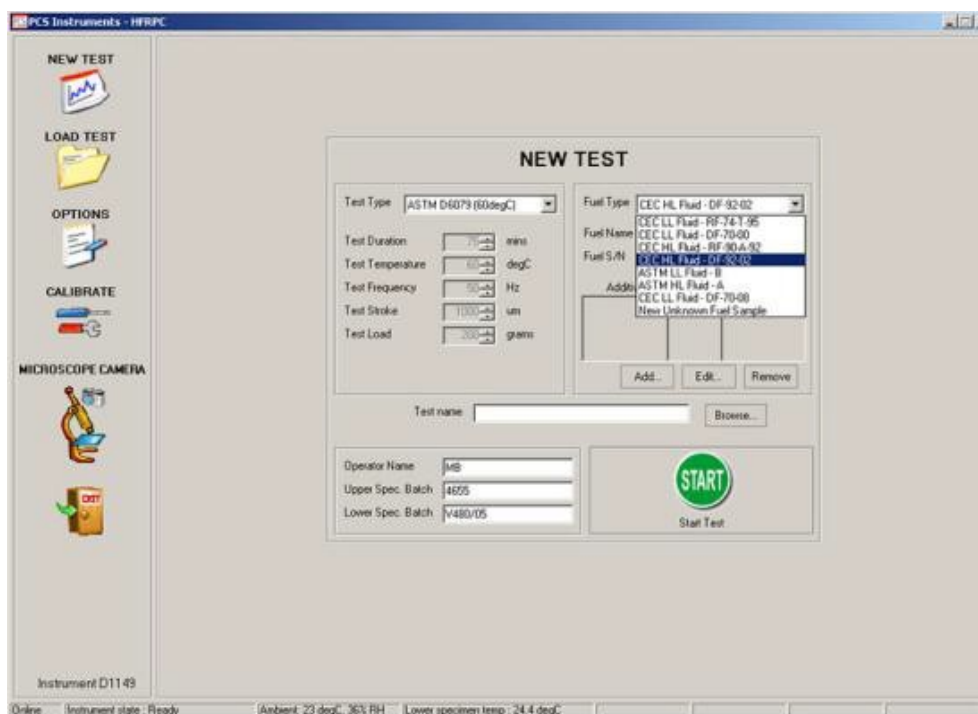 PCS Instruments - HFRPC
NEW TEST
LOAD TEST
OPTIONS
CALIBRATE
MICROSCOPE CAMERA
EXIT
Instrument D1149
NEW TEST
Test Type ASTM D6079 (60degC)
Test Duration 75 mins
Test Temperature 60 degC
Test Frequency 50 Hz
Test Stroke 1000 um
Test Load 200 grams
Fuel Type CEC HL Fluid - DF-92-02
CEC LL Fluid - RF-74-T-95
Fuel Name CEC LL Fluid - DF-70-00
CEC HL Fluid - RF-90-A-92
Fuel S/N CEC HL Fluid - DF-92-02
ASTM LL Fluid - B
ASTM HL Fluid - A
CEC LL Fluid - DF-70-08
New Unknown Fuel Sample
Add... Edit... Remove
Test name Browse...
Operator Name MB
Upper Spec. Batch 4655
Lower Spec. Batch V480/05
START
Start Test
Online Instrument state : Ready Ambient: 23 degC, 36% RH Lower specimen temp : 24.4 degC